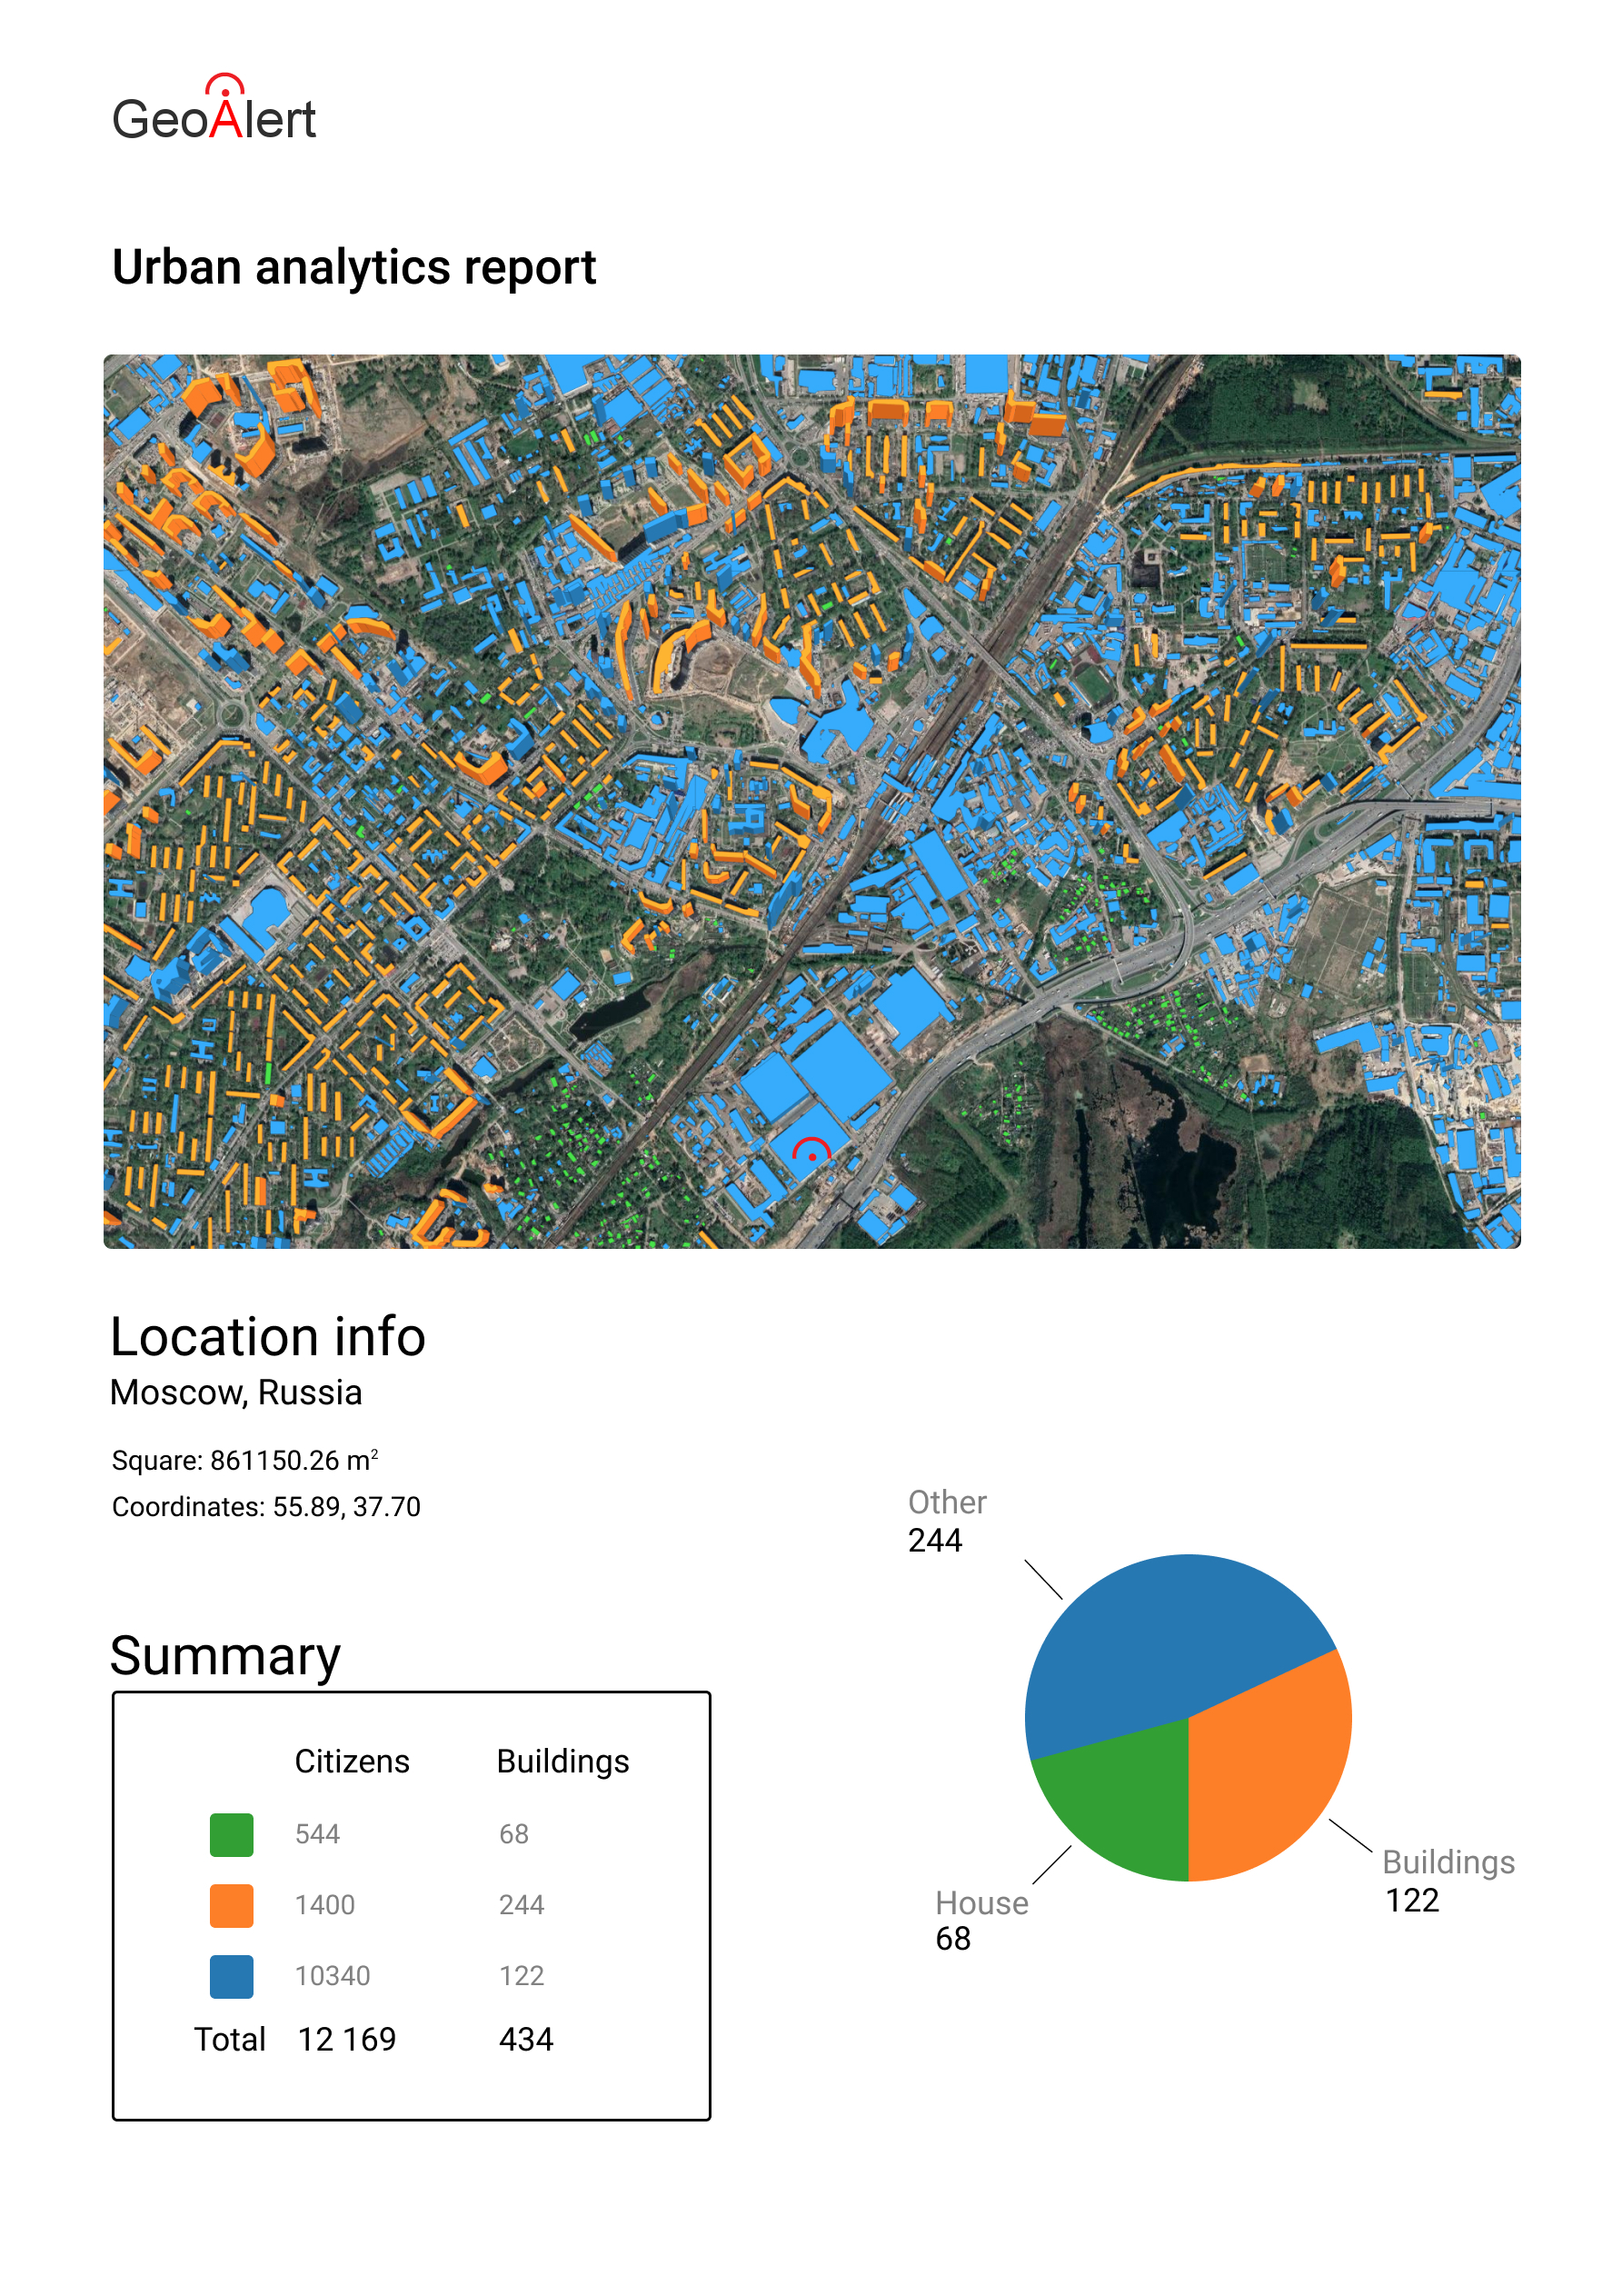 GeoAlert
Urban analytics report
Location info
Moscow, Russia
Square: 861150.26 m²
Coordinates: 55.89, 37.70
Other
244
Buildings
122
House
68
Summary
Citizens Buildings
544 68
1400 244
10340 122
Total 12 169 434